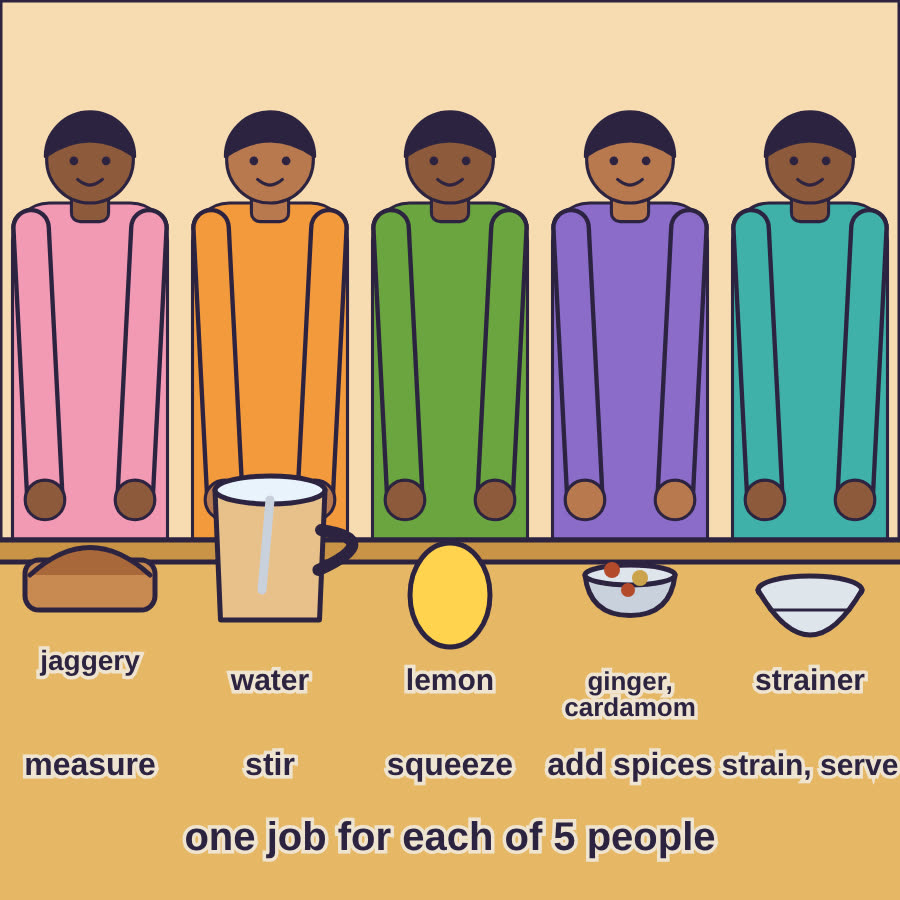 jaggery
water
lemon
ginger,
cardamom
strainer
measure
stir
squeeze
add spices
strain, serve
one job for each of 5 people